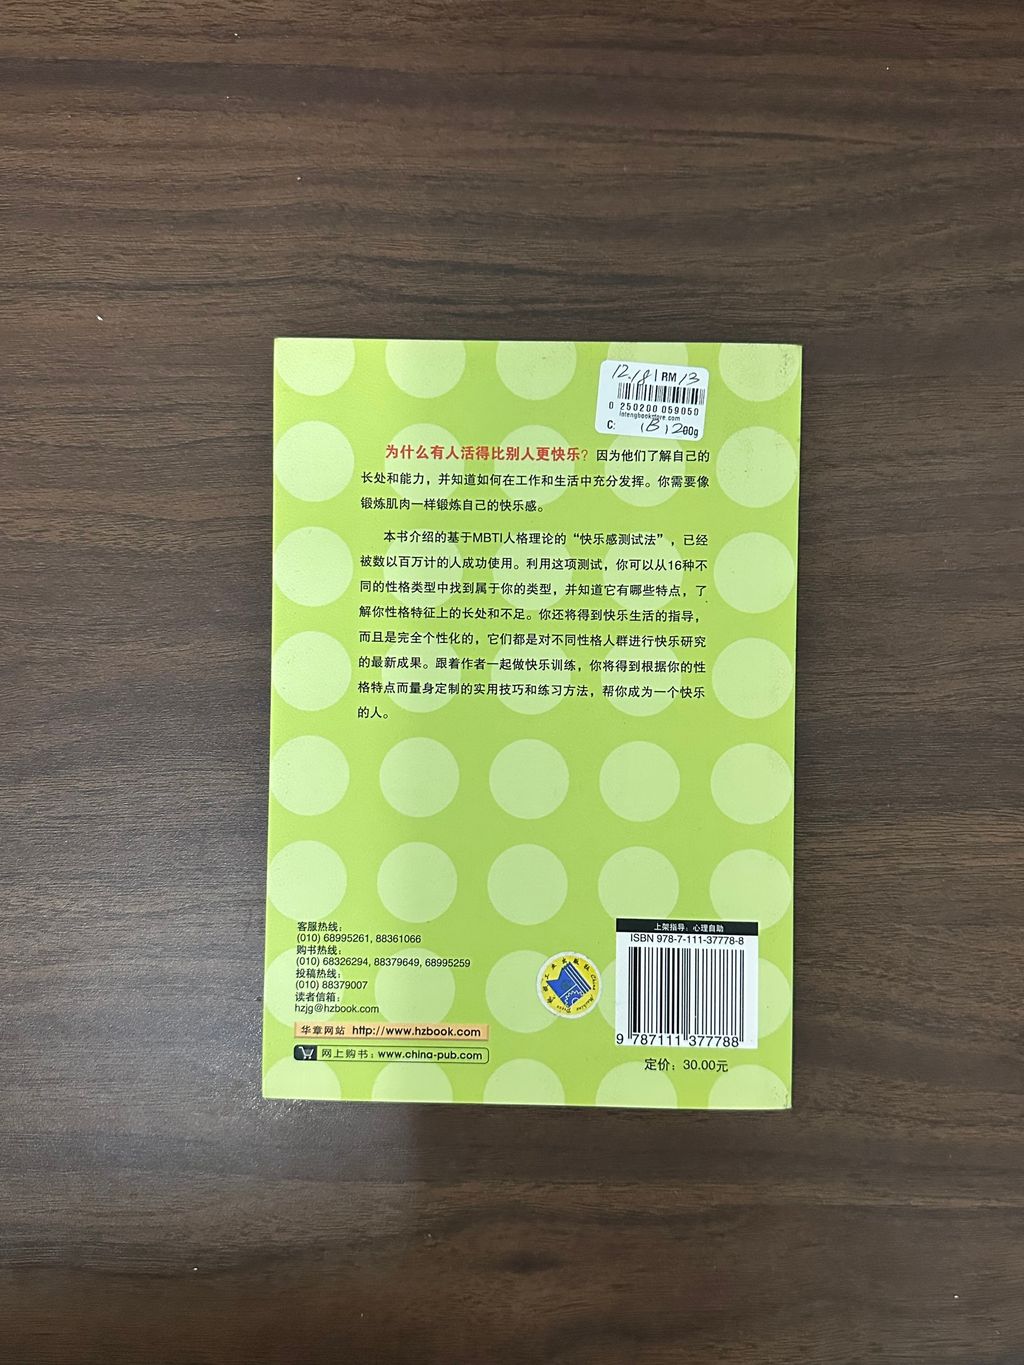 12.18 | RM 13
0 250200 059050
latengbookstore.com
C: 1B1200g
为什么有人活得比别人更快乐？因为他们了解自己的
长处和能力，并知道如何在工作和生活中充分发挥。你需要像
锻炼肌肉一样锻炼自己的快乐感。
本书介绍的基于MBTI人格理论的“快乐感测试法”，已经
被数以百万计的人成功使用。利用这项测试，你可以从16种不
同的性格类型中找到属于你的类型，并知道它有哪些特点，了
解你性格特征上的长处和不足。你还将得到快乐生活的指导，
而且是完全个性化的，它们都是对不同性格人群进行快乐研究
的最新成果。跟着作者一起做快乐训练，你将得到根据你的性
格特点而量身定制的实用技巧和练习方法，帮你成为一个快乐
的人。
客服热线：
(010) 68995261, 88361066
购书热线：
(010) 68326294, 88379649, 68995259
投稿热线：
(010) 88379007
读者信箱：
hzjg@hzbook.com
华章网站 http://www.hzbook.com
网上购书：www.china-pub.com
机械工业出版社 China Machine Press
上架指导：心理自助
ISBN 978-7-111-37778-8
9 787111 377788
定价：30.00元